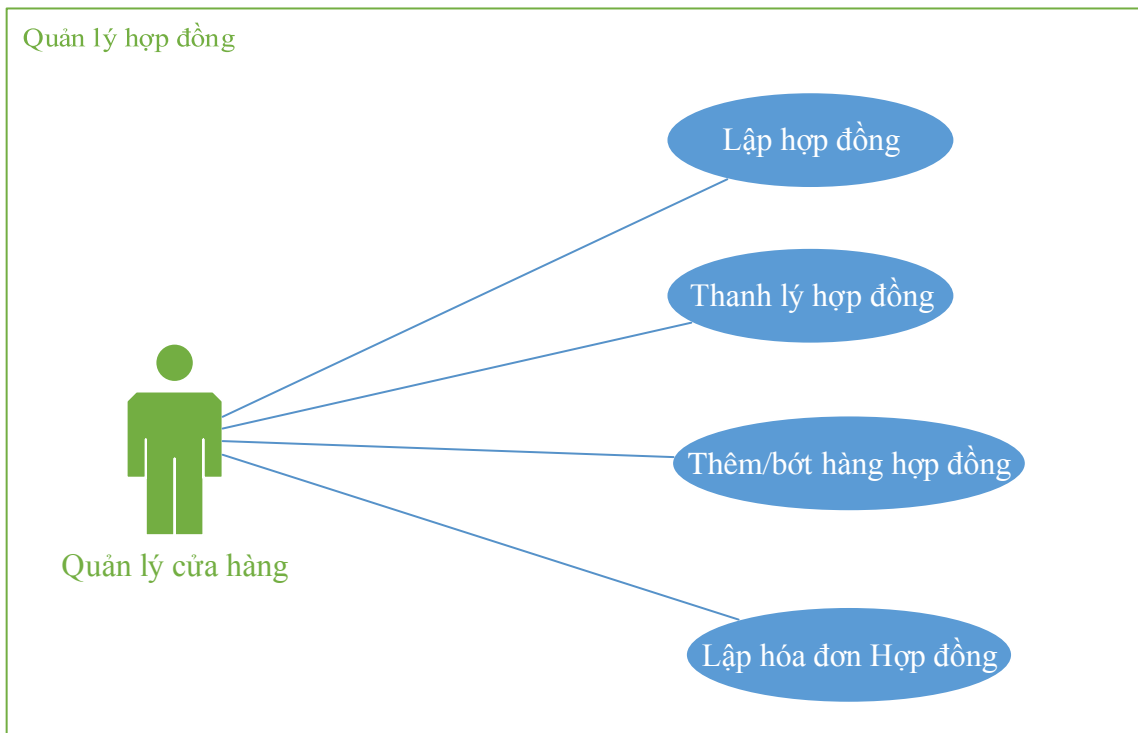 Quản lý hợp đồng
Lập hợp đồng
Thanh lý hợp đồng
Thêm/bớt hàng hợp đồng
Quản lý cửa hàng
Lập hóa đơn Hợp đồng